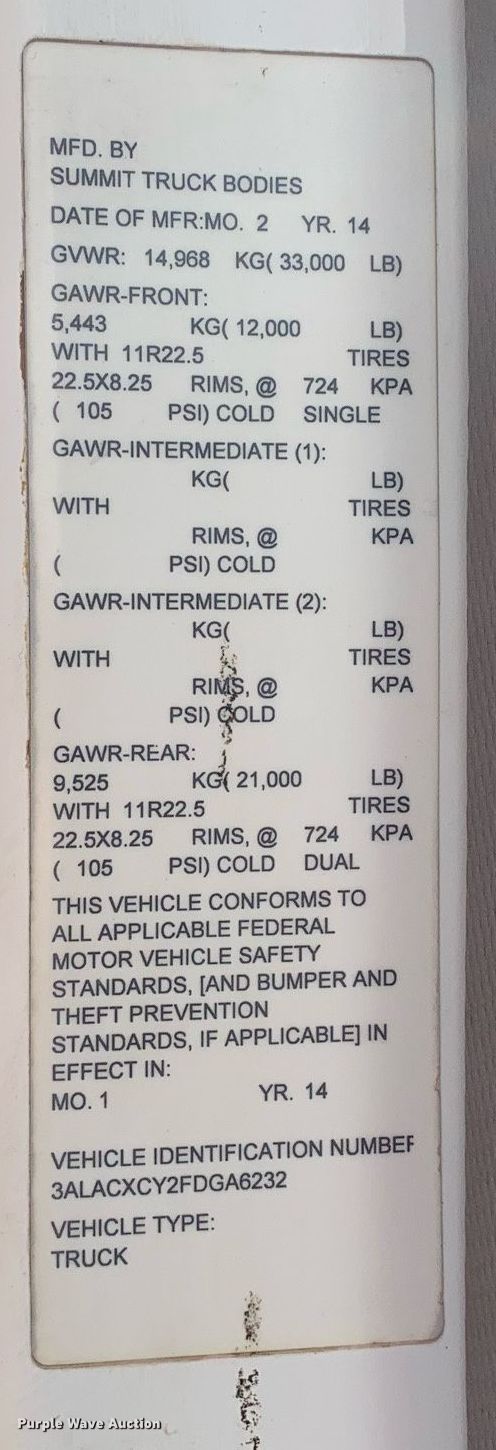 MFD. BY
SUMMIT TRUCK BODIES
DATE OF MFR:MO. 2 YR. 14
GVWR: 14,968 KG( 33,000 LB)
GAWR-FRONT:
5,443 KG( 12,000 LB)
WITH 11R22.5 TIRES
22.5X8.25 RIMS, @ 724 KPA
( 105 PSI) COLD SINGLE
GAWR-INTERMEDIATE (1):
KG( LB)
WITH TIRES
RIMS, @ KPA
( PSI) COLD
GAWR-INTERMEDIATE (2):
KG( LB)
WITH TIRES
RIMS, @ KPA
( PSI) COLD
GAWR-REAR:
9,525 KG( 21,000 LB)
WITH 11R22.5 TIRES
22.5X8.25 RIMS, @ 724 KPA
( 105 PSI) COLD DUAL
THIS VEHICLE CONFORMS TO
ALL APPLICABLE FEDERAL
MOTOR VEHICLE SAFETY
STANDARDS, [AND BUMPER AND
THEFT PREVENTION
STANDARDS, IF APPLICABLE] IN
EFFECT IN:
MO. 1 YR. 14
VEHICLE IDENTIFICATION NUMBER
3ALACXCY2FDGA6232
VEHICLE TYPE:
TRUCK
Purple Wave Auction